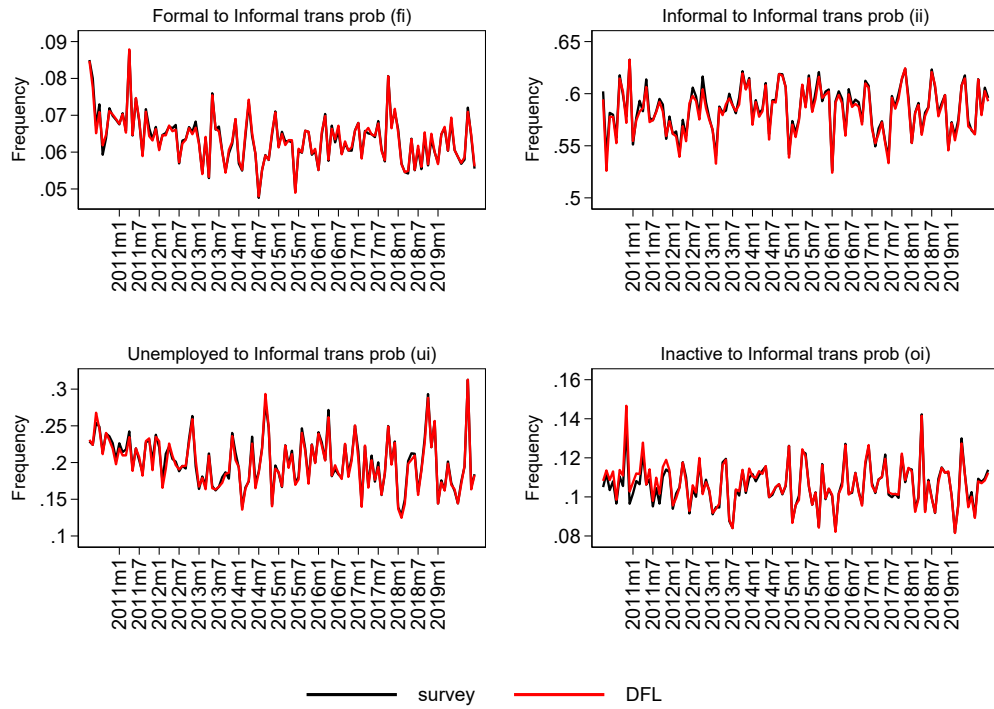 Formal to Informal trans prob (fi)
Frequency
.09
.08
.07
.06
.05
2011m1
2011m7
2012m1
2012m7
2013m1
2013m7
2014m1
2014m7
2015m1
2015m7
2016m1
2016m7
2017m1
2017m7
2018m1
2018m7
2019m1
Informal to Informal trans prob (ii)
Frequency
.65
.6
.55
.5
2011m1
2011m7
2012m1
2012m7
2013m1
2013m7
2014m1
2014m7
2015m1
2015m7
2016m1
2016m7
2017m1
2017m7
2018m1
2018m7
2019m1
Unemployed to Informal trans prob (ui)
Frequency
.3
.25
.2
.15
.1
2011m1
2011m7
2012m1
2012m7
2013m1
2013m7
2014m1
2014m7
2015m1
2015m7
2016m1
2016m7
2017m1
2017m7
2018m1
2018m7
2019m1
Inactive to Informal trans prob (oi)
Frequency
.16
.14
.12
.1
.08
2011m1
2011m7
2012m1
2012m7
2013m1
2013m7
2014m1
2014m7
2015m1
2015m7
2016m1
2016m7
2017m1
2017m7
2018m1
2018m7
2019m1
survey
DFL